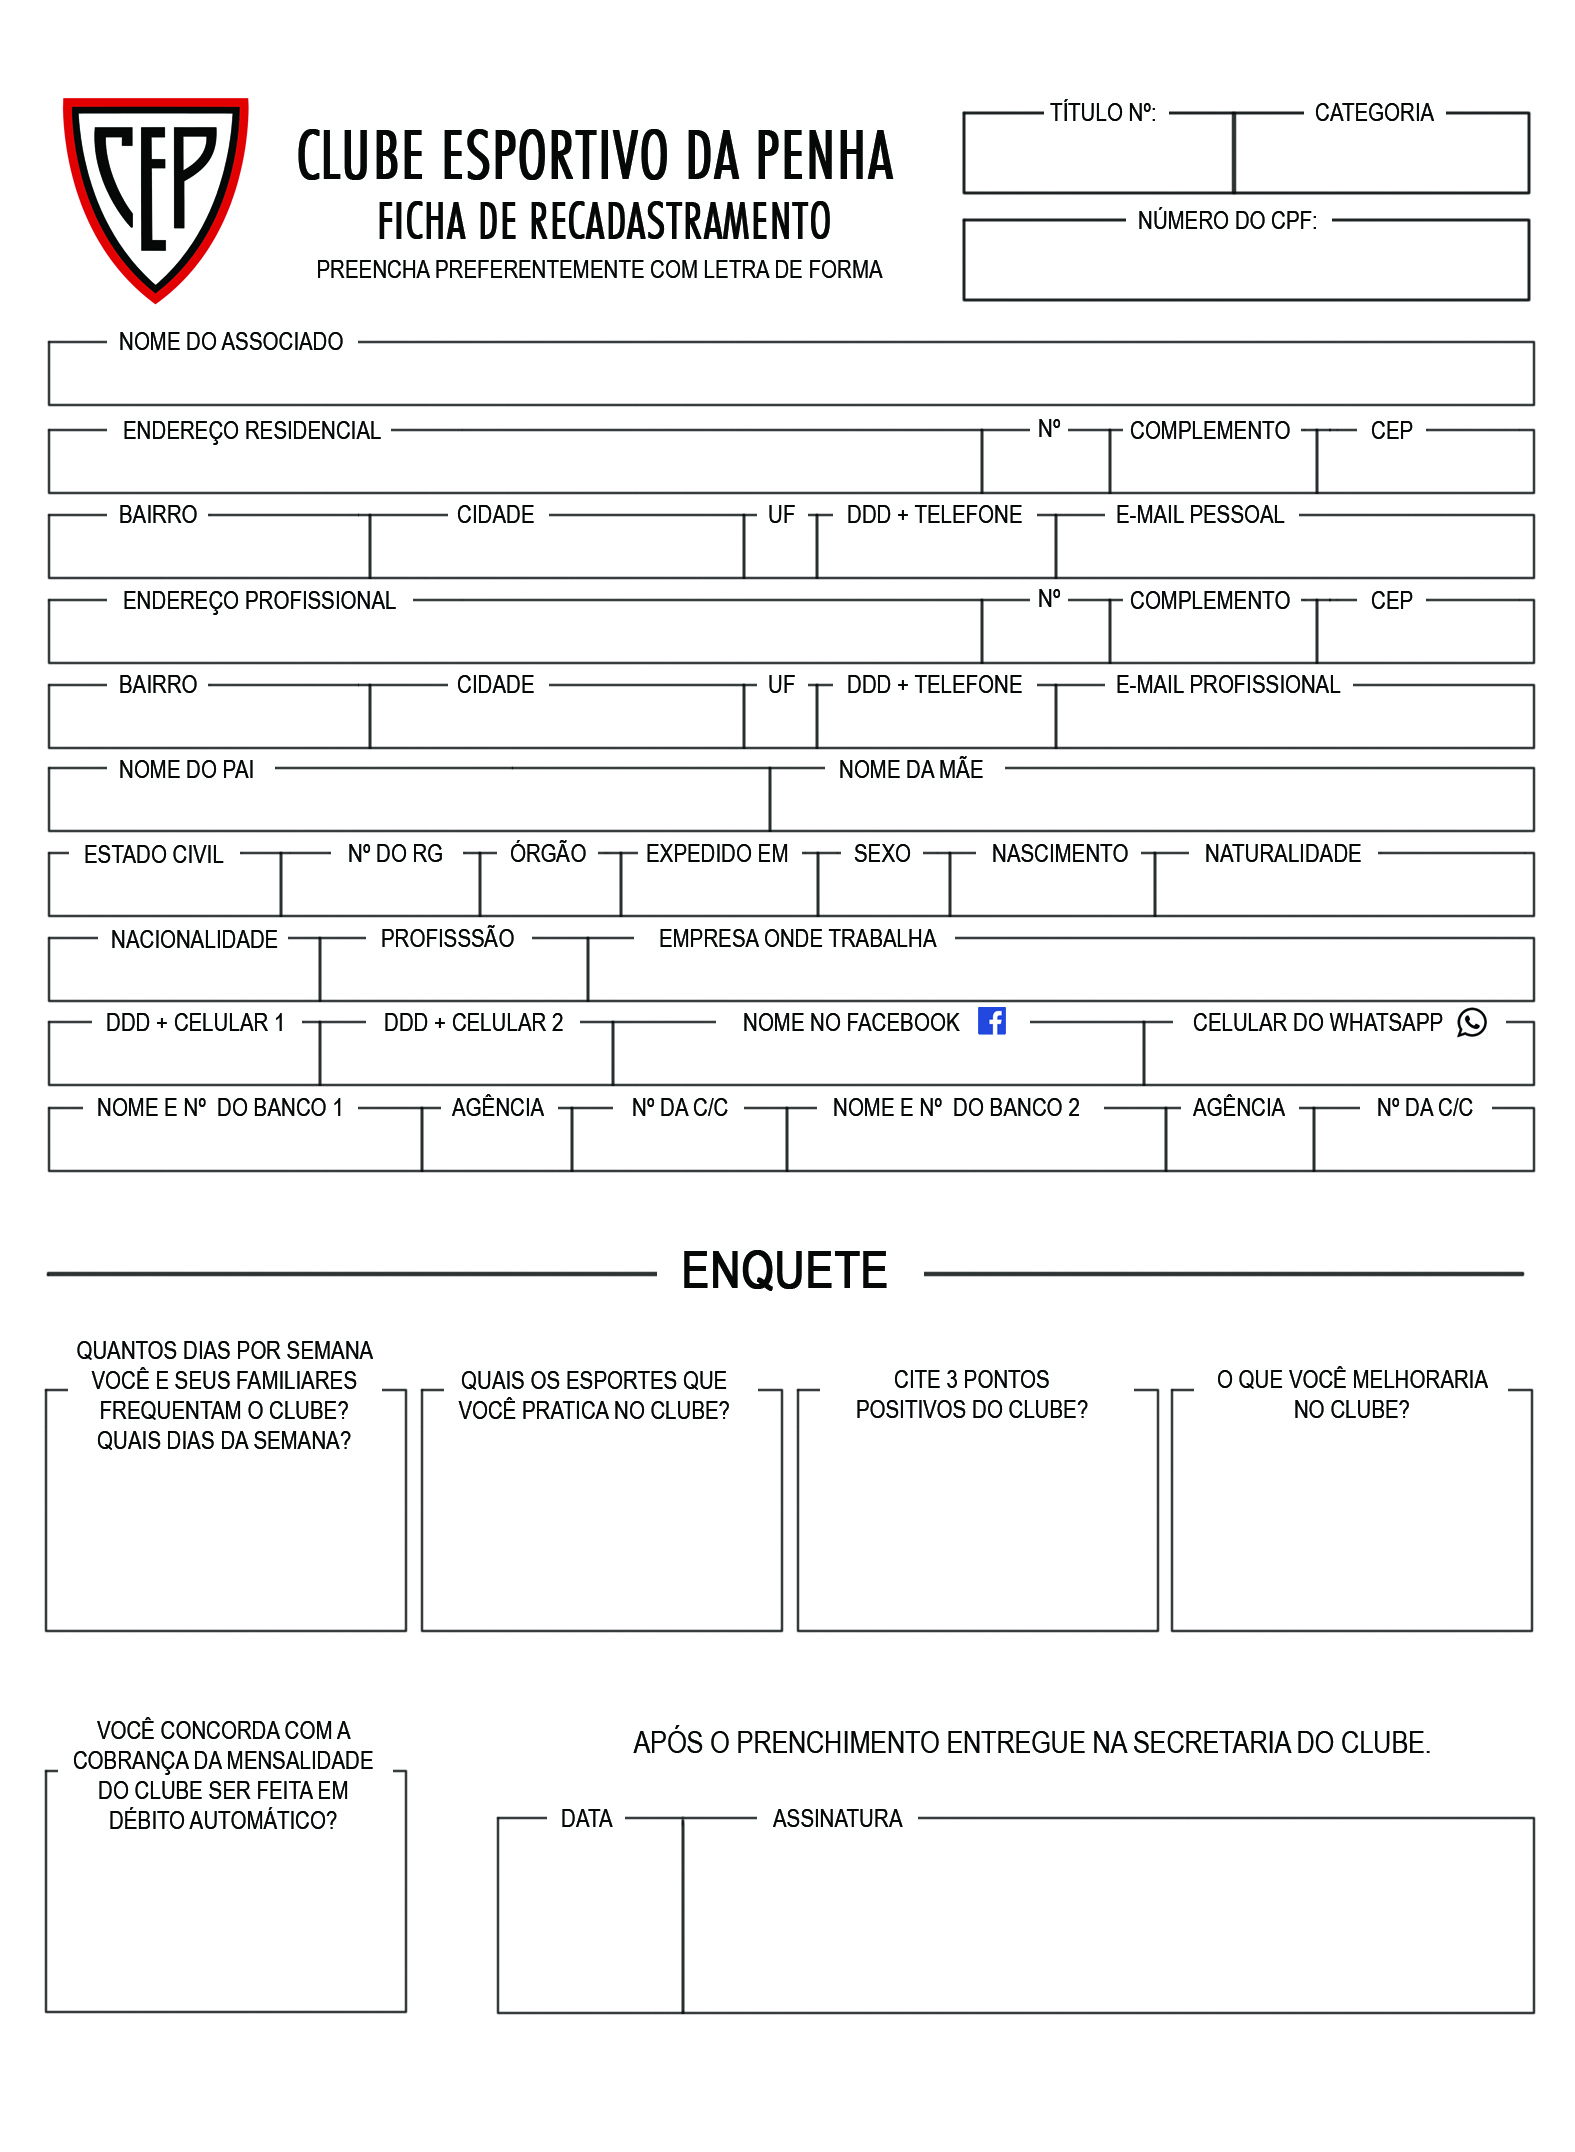 CEP
CLUBE ESPORTIVO DA PENHA
FICHA DE RECADASTRAMENTO
PREENCHA PREFERENTEMENTE COM LETRA DE FORMA
TÍTULO Nº: CATEGORIA
NÚMERO DO CPF:
NOME DO ASSOCIADO
ENDEREÇO RESIDENCIAL Nº COMPLEMENTO CEP
BAIRRO CIDADE UF DDD + TELEFONE E-MAIL PESSOAL
ENDEREÇO PROFISSIONAL Nº COMPLEMENTO CEP
BAIRRO CIDADE UF DDD + TELEFONE E-MAIL PROFISSIONAL
NOME DO PAI NOME DA MÃE
ESTADO CIVIL Nº DO RG ÓRGÃO EXPEDIDO EM SEXO NASCIMENTO NATURALIDADE
NACIONALIDADE PROFISSSÃO EMPRESA ONDE TRABALHA
DDD + CELULAR 1 DDD + CELULAR 2 NOME NO FACEBOOK CELULAR DO WHATSAPP
NOME E Nº DO BANCO 1 AGÊNCIA Nº DA C/C NOME E Nº DO BANCO 2 AGÊNCIA Nº DA C/C
ENQUETE
QUANTOS DIAS POR SEMANA
VOCÊ E SEUS FAMILIARES
FREQUENTAM O CLUBE?
QUAIS DIAS DA SEMANA?
QUAIS OS ESPORTES QUE
VOCÊ PRATICA NO CLUBE?
CITE 3 PONTOS
POSITIVOS DO CLUBE?
O QUE VOCÊ MELHORARIA
NO CLUBE?
VOCÊ CONCORDA COM A
COBRANÇA DA MENSALIDADE
DO CLUBE SER FEITA EM
DÉBITO AUTOMÁTICO?
APÓS O PRENCHIMENTO ENTREGUE NA SECRETARIA DO CLUBE.
DATA ASSINATURA